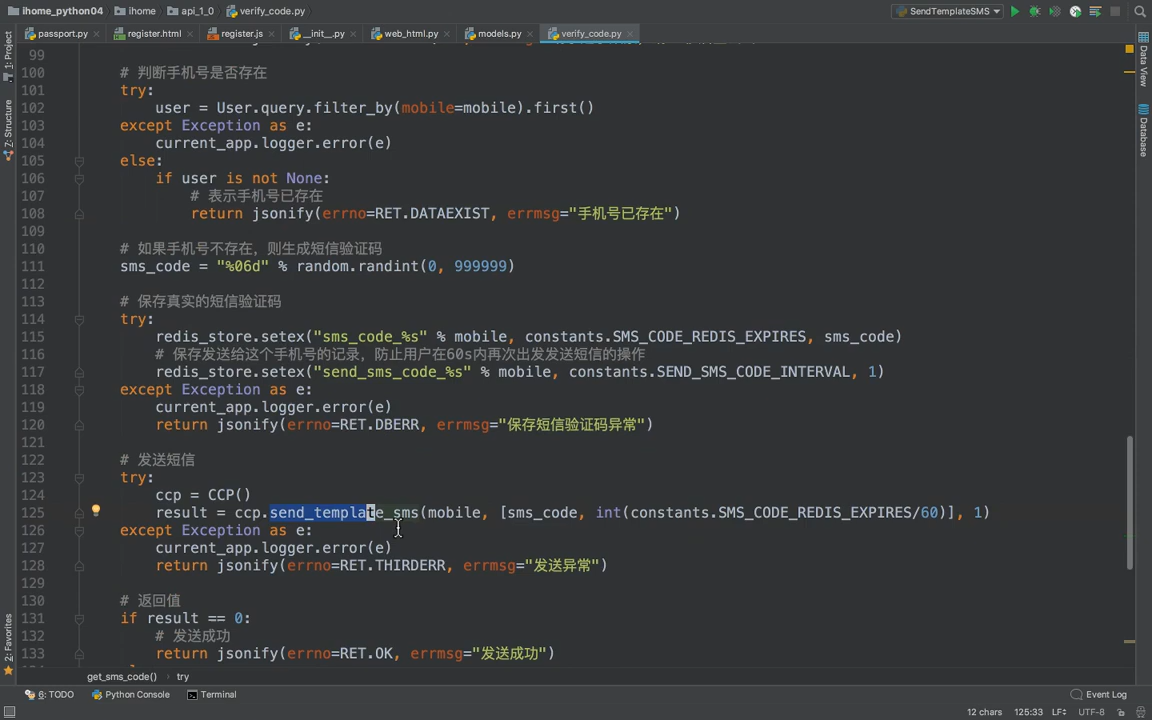 ihome_python04 ihome api_1_0 verify_code.py SendTemplateSMS
passport.py register.html register.js __init__.py web_html.py models.py verify_code.py
99
100 # 判断手机号是否存在
101 try:
102 user = User.query.filter_by(mobile=mobile).first()
103 except Exception as e:
104 current_app.logger.error(e)
105 else:
106 if user is not None:
107 # 表示手机号已存在
108 return jsonify(errno=RET.DATAEXIST, errmsg="手机号已存在")
109
110 # 如果手机号不存在，则生成短信验证码
111 sms_code = "%06d" % random.randint(0, 999999)
112
113 # 保存真实的短信验证码
114 try:
115 redis_store.setex("sms_code_%s" % mobile, constants.SMS_CODE_REDIS_EXPIRES, sms_code)
116 # 保存发送给这个手机号的记录，防止用户在60s内再次出发发送短信的操作
117 redis_store.setex("send_sms_code_%s" % mobile, constants.SEND_SMS_CODE_INTERVAL, 1)
118 except Exception as e:
119 current_app.logger.error(e)
120 return jsonify(errno=RET.DBERR, errmsg="保存短信验证码异常")
121
122 # 发送短信
123 try:
124 ccp = CCP()
125 result = ccp.send_template_sms(mobile, [sms_code, int(constants.SMS_CODE_REDIS_EXPIRES/60)], 1)
126 except Exception as e:
127 current_app.logger.error(e)
128 return jsonify(errno=RET.THIRDERR, errmsg="发送异常")
129
130 # 返回值
131 if result == 0:
132 # 发送成功
133 return jsonify(errno=RET.OK, errmsg="发送成功")
get_sms_code() try
1: Project
7: Structure
2: Favorites
Data View
Database
6: TODO Python Console Terminal Event Log
12 chars 125:33 LF UTF-8